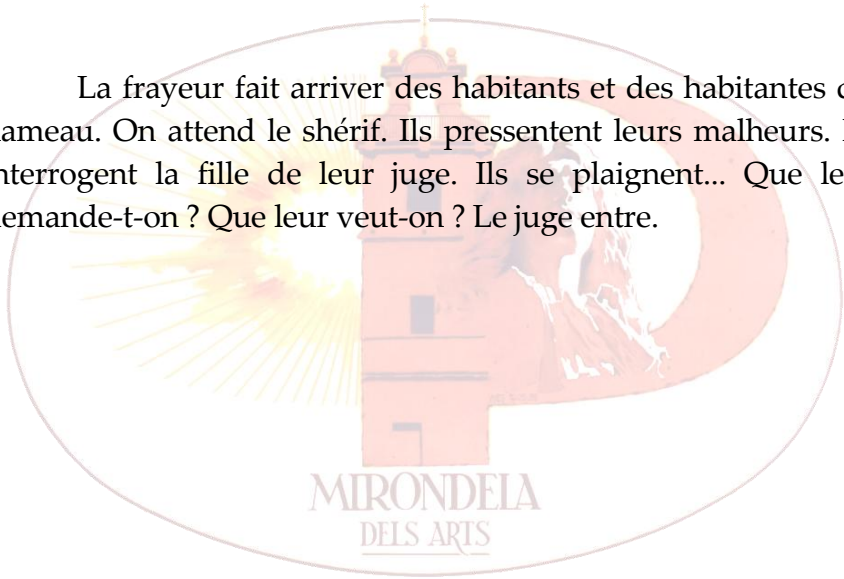 La frayeur fait arriver des habitants et des habitantes
ameau. On attend le shérif. Ils pressentent leurs malheurs.
nterrogent la fille de leur juge. Ils se plaignent... Que le
emande-t-on ? Que leur veut-on ? Le juge entre.
MIRONDELA
DELS ARTS